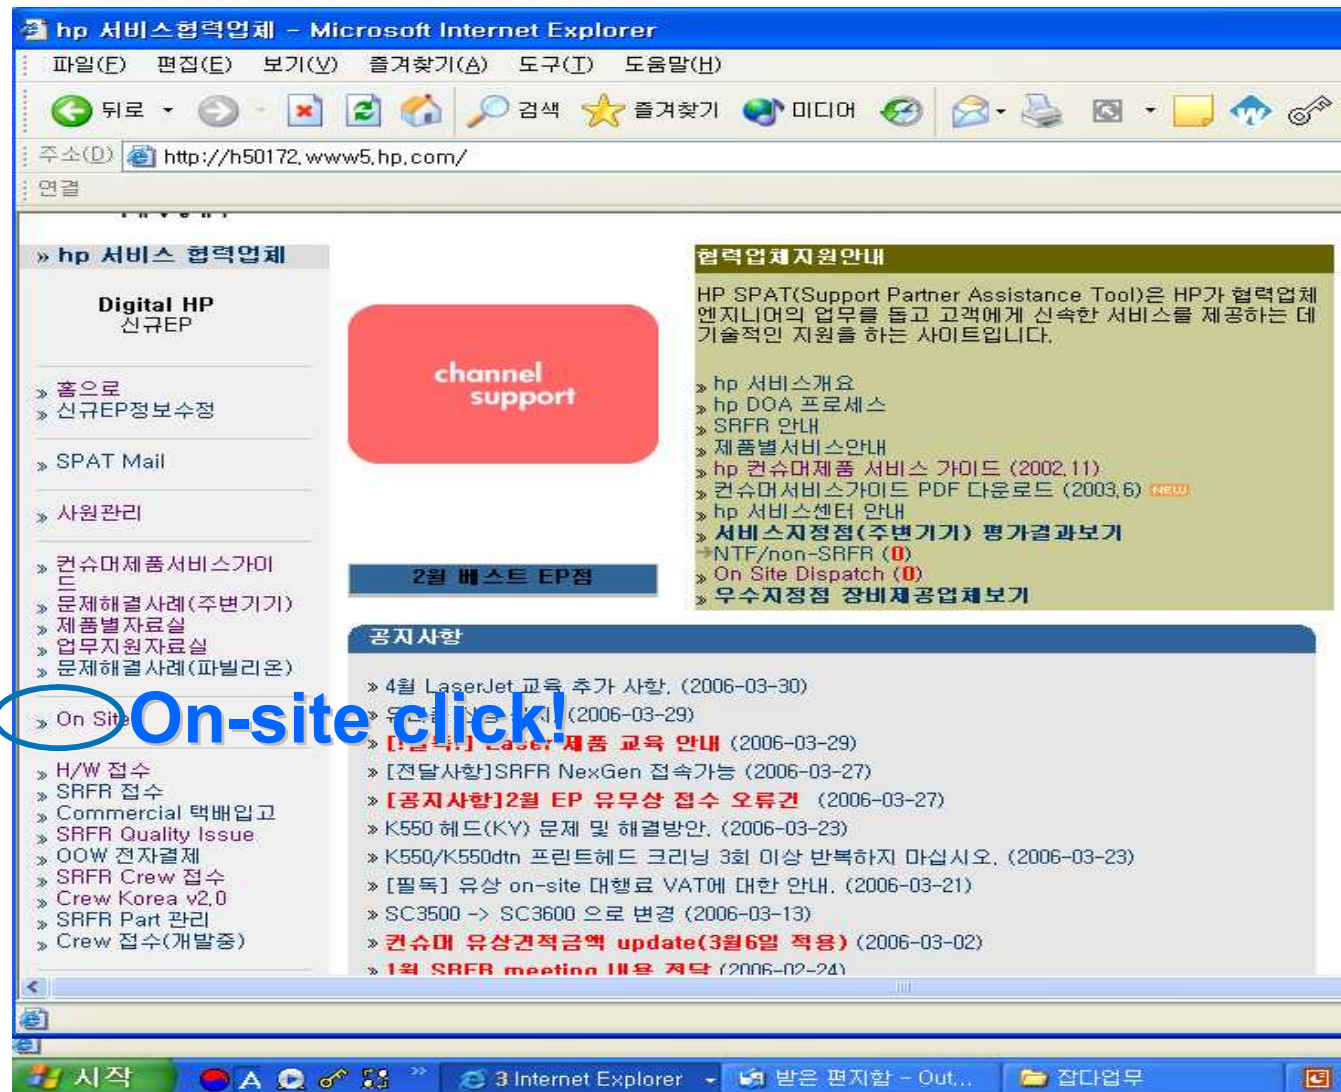 hp 서비스협력업체 - Microsoft Internet Explorer
파일(F) 편집(E) 보기(V) 즐겨찾기(A) 도구(T) 도움말(H)
뒤로 검색 즐겨찾기 미디어
주소(D) http://h50172.www5.hp.com/
연결
» hp 서비스 협력업체
Digital HP
신규EP
» 홈으로
» 신규EP정보수정
» SPAT Mail
» 사원관리
» 컨슈머제품서비스가이
드
» 문제해결사례(주변기기)
» 제품별자료실
» 업무지원자료실
» 문제해결사례(파빌리온)
» On Site
On-site click!
» H/W 접수
» SRFR 접수
» Commercial 택배입고
» SRFR Quality Issue
» OOW 전자결제
» SRFR Crew 접수
» Crew Korea v2.0
» SRFR Part 관리
» Crew 접수(개발중)
channel
support
2월 베스트 EP점
협력업체지원안내
HP SPAT(Support Partner Assistance Tool)은 HP가 협력업체
엔지니어의 업무를 돕고 고객에게 신속한 서비스를 제공하는 데
기술적인 지원을 하는 사이트입니다.
» hp 서비스개요
» hp DOA 프로세스
» SRFR 안내
» 제품별서비스안내
» hp 컨슈머제품 서비스 가이드 (2002.11)
» 컨슈머서비스가이드 PDF 다운로드 (2003.6) NEW
» hp 서비스센터 안내
» 서비스지정점(주변기기) 평가결과보기
→NTF/non-SRFR (0)
» On Site Dispatch (0)
» 우수지정점 장비제공업체보기
공지사항
» 4월 LaserJet 교육 추가 사항. (2006-03-30)
» (2006-03-29)
» Laser 제품 교육 안내 (2006-03-29)
» [전달사항]SRFR NexGen 접속가능 (2006-03-27)
» [공지사항]2월 EP 유무상 접수 오류건 (2006-03-27)
» K550 헤드(KY) 문제 및 해결방안. (2006-03-23)
» K550/K550dtn 프린트헤드 크리닝 3회 이상 반복하지 마십시오. (2006-03-23)
» [필독] 유상 on-site 대행료 VAT에 대한 안내. (2006-03-21)
» SC3500 -> SC3600 으로 변경 (2006-03-13)
» 컨슈머 유상견적금액 update(3월6일 적용) (2006-03-02)
» 1월 SRFR meeting 내용 전달 (2006-02-24)
시작 A 3 Internet Explorer 받은 편지함 - Out... 잡다업무